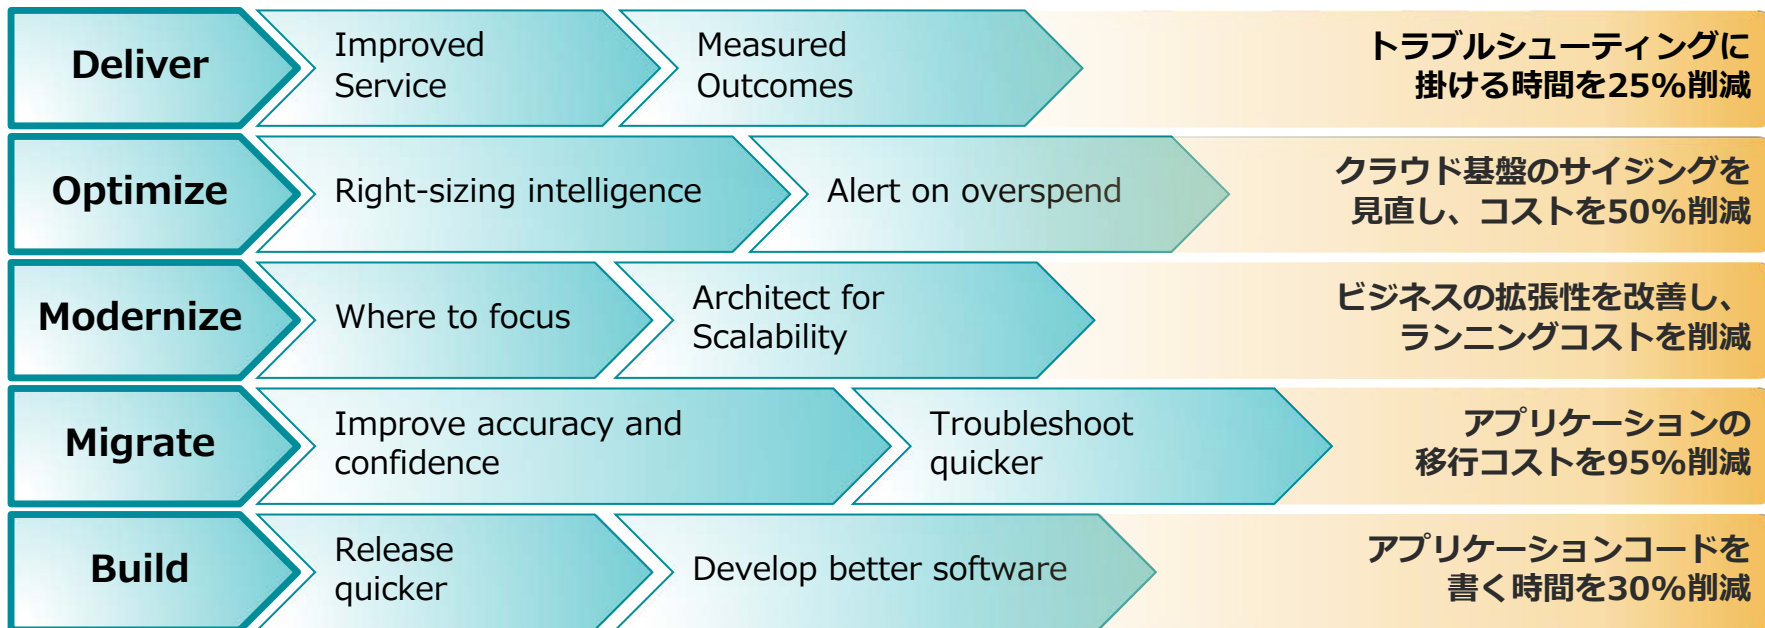 Deliver
Improved
Service
Measured
Outcomes
トラブルシューティングに
掛ける時間を25%削減
Optimize
Right-sizing intelligence
Alert on overspend
クラウド基盤のサイジングを
見直し、コストを50%削減
Modernize
Where to focus
Architect for
Scalability
ビジネスの拡張性を改善し、
ランニングコストを削減
Migrate
Improve accuracy and
confidence
Troubleshoot
quicker
アプリケーションの
移行コストを95%削減
Build
Release
quicker
Develop better software
アプリケーションコードを
書く時間を30%削減